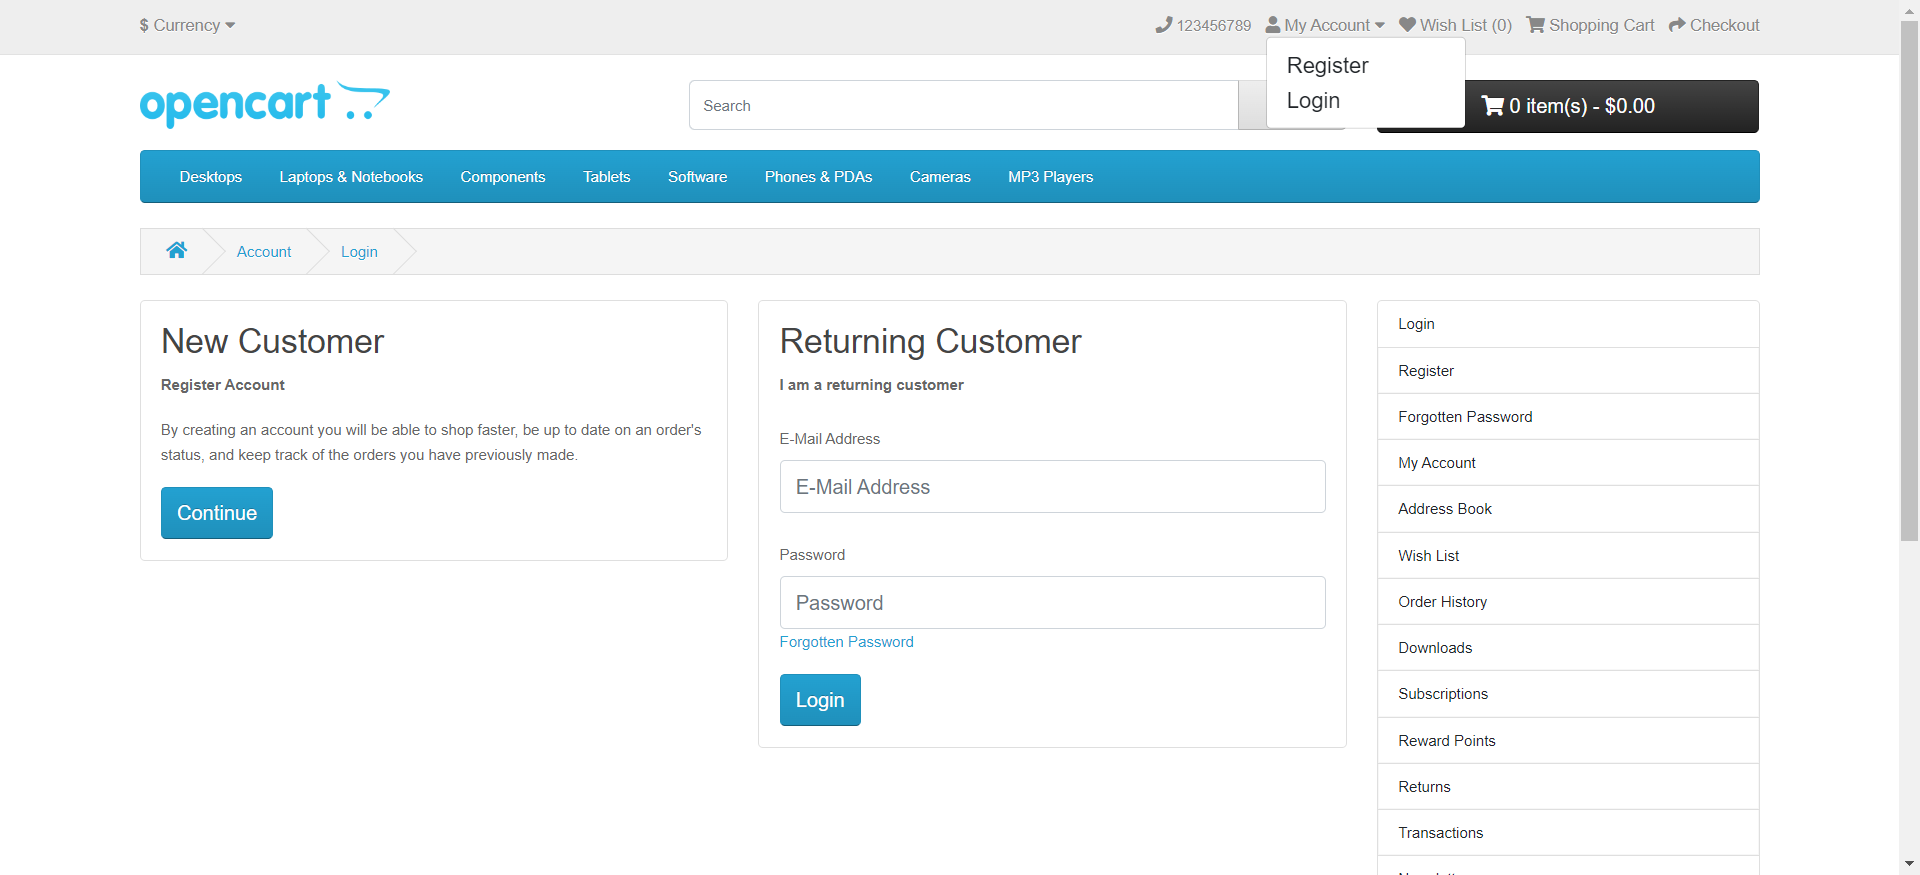 $ Currency
123456789 My Account Wish List (0) Shopping Cart Checkout
Register
Login
opencart
Search
0 item(s) - $0.00
Desktops Laptops & Notebooks Components Tablets Software Phones & PDAs Cameras MP3 Players
Account Login
New Customer
Register Account
By creating an account you will be able to shop faster, be up to date on an order's
status, and keep track of the orders you have previously made.
Continue
Returning Customer
I am a returning customer
E-Mail Address
E-Mail Address
Password
Password
Forgotten Password
Login
Login
Register
Forgotten Password
My Account
Address Book
Wish List
Order History
Downloads
Subscriptions
Reward Points
Returns
Transactions